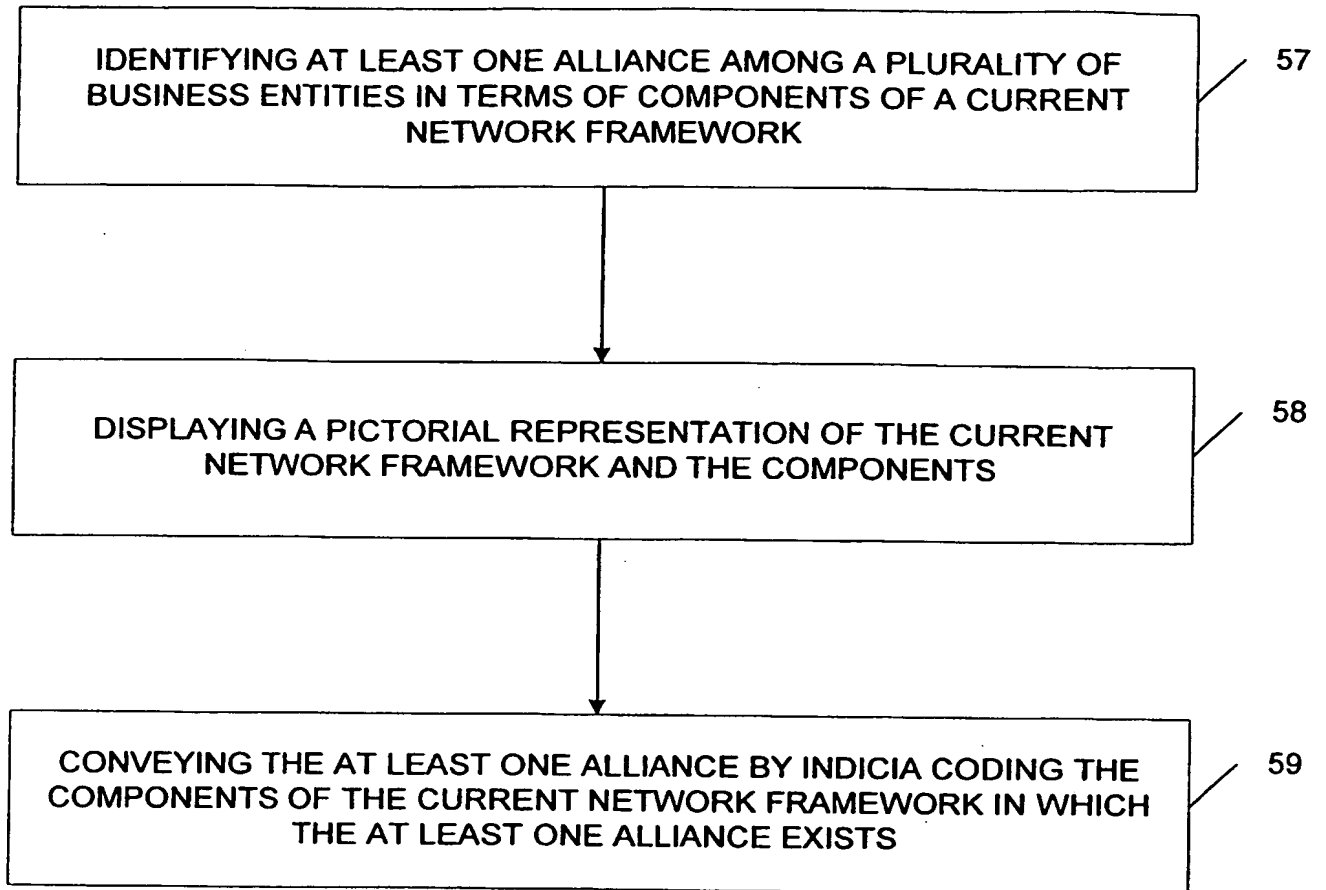 IDENTIFYING AT LEAST ONE ALLIANCE AMONG A PLURALITY OF
BUSINESS ENTITIES IN TERMS OF COMPONENTS OF A CURRENT
NETWORK FRAMEWORK
57
DISPLAYING A PICTORIAL REPRESENTATION OF THE CURRENT
NETWORK FRAMEWORK AND THE COMPONENTS
58
CONVEYING THE AT LEAST ONE ALLIANCE BY INDICIA CODING THE
COMPONENTS OF THE CURRENT NETWORK FRAMEWORK IN WHICH
THE AT LEAST ONE ALLIANCE EXISTS
59